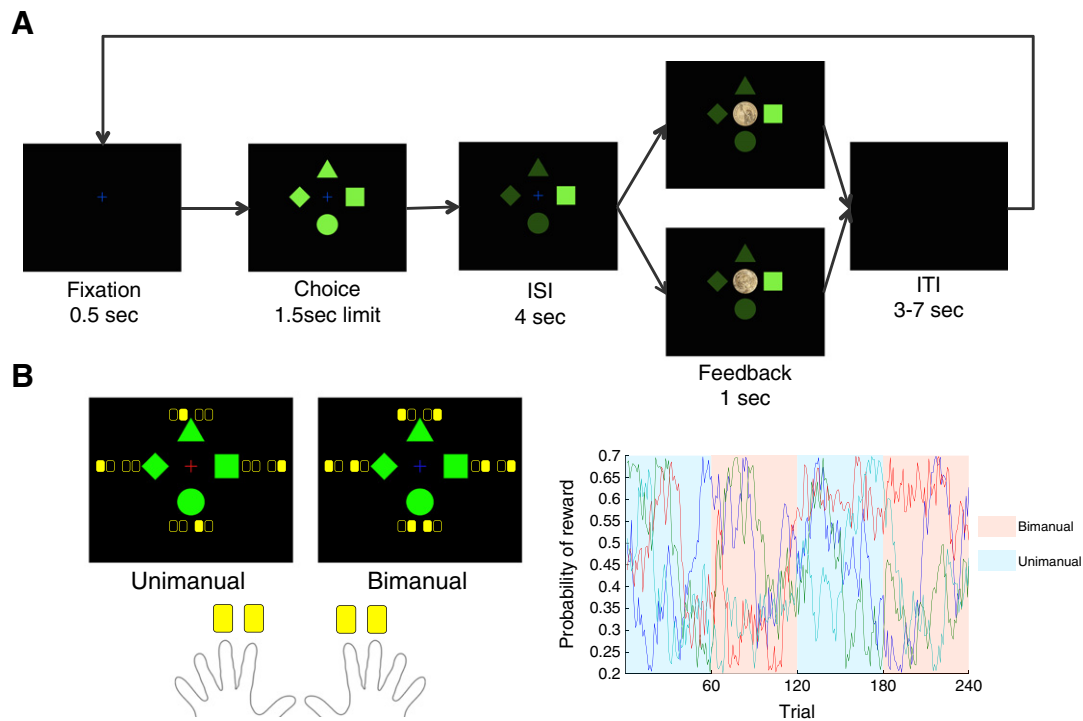 A
Fixation
0.5 sec
Choice
1.5sec limit
ISI
4 sec
Feedback
1 sec
ITI
3-7 sec
B
Unimanual
Bimanual
Probability of reward
0.7
0.65
0.6
0.55
0.5
0.45
0.4
0.35
0.3
0.25
0.2
60
120
180
240
Trial
Bimanual
Unimanual